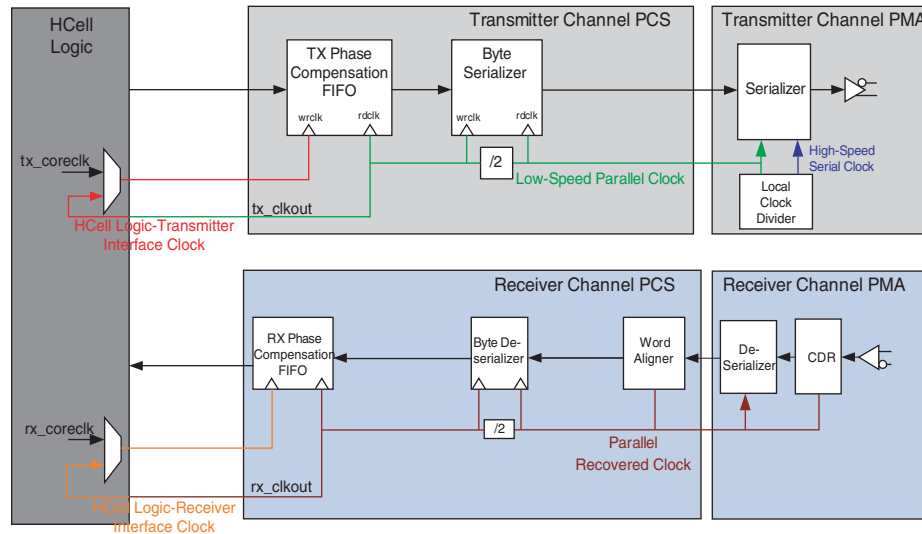 HCell
Logic
Transmitter Channel PCS
Transmitter Channel PMA
TX Phase
Compensation
FIFO
wrclk
rdclk
Byte
Serializer
wrclk
rdclk
Serializer
/2
tx_coreclk
High-Speed
Serial Clock
Low-Speed Parallel Clock
Local
Clock
Divider
tx_clkout
HCell Logic-Transmitter
Interface Clock
Receiver Channel PCS
Receiver Channel PMA
RX Phase
Compensation
FIFO
Byte De-
serializer
Word
Aligner
De-
Serializer
CDR
rx_coreclk
/2
Parallel
Recovered Clock
rx_clkout
HCell Logic-Receiver
Interface Clock